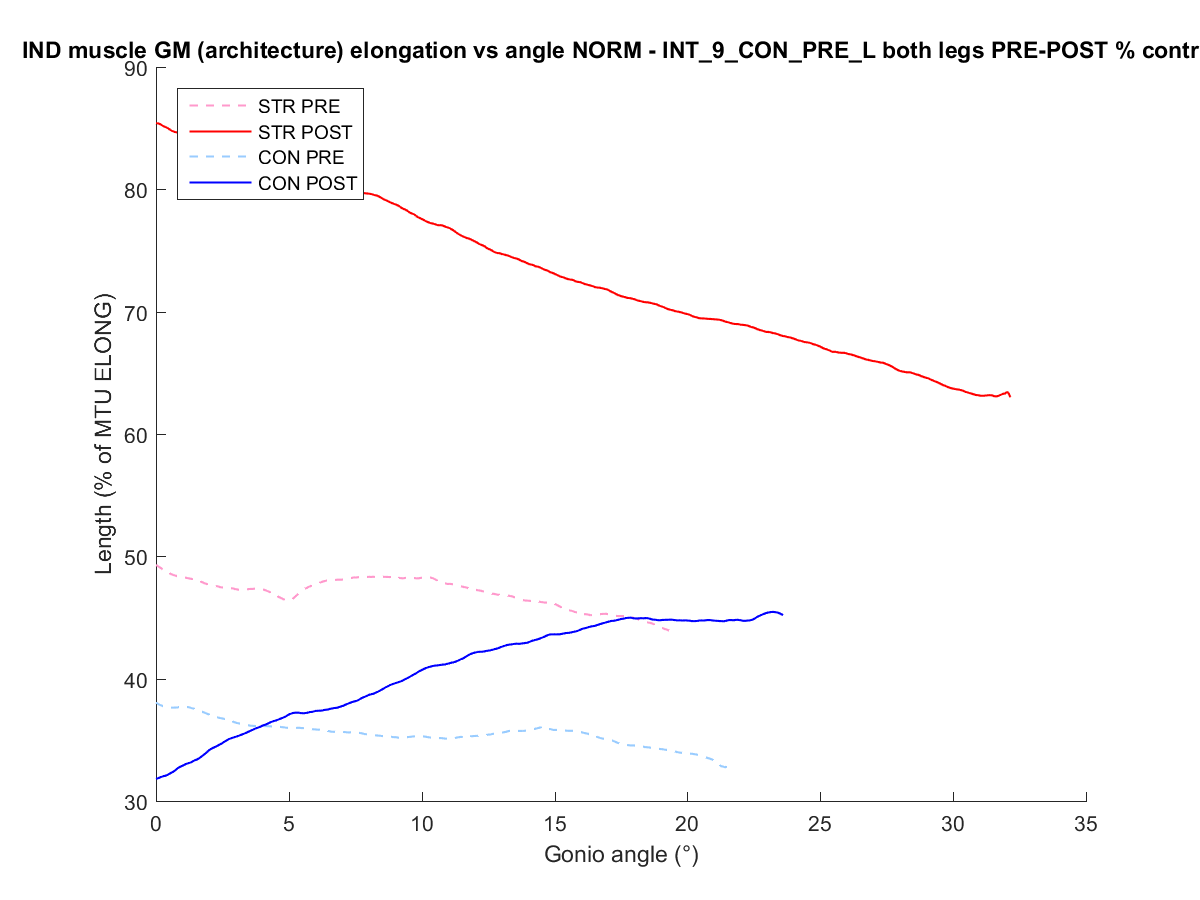 IND muscle GM (architecture) elongation vs angle NORM - INT_9_CON_PRE_L both legs PRE-POST % contr
90
80
70
60
50
40
30
Length (% of MTU ELONG)
STR PRE
STR POST
CON PRE
CON POST
0 5 10 15 20 25 30 35
Gonio angle (°)